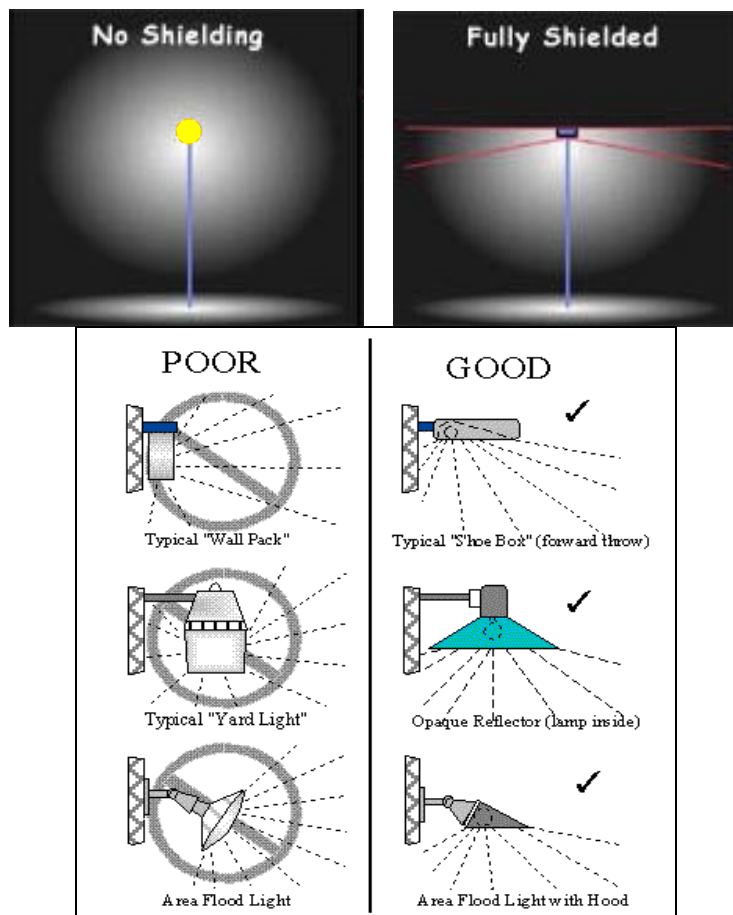 No Shielding
Fully Shielded
POOR
GOOD
Typical "Wall Pack"
Typical "Shoe Box" (forward throw)
Typical "Yard Light"
Opaque Reflector (lamp inside)
Area Flood Light
Area Flood Light with Hood